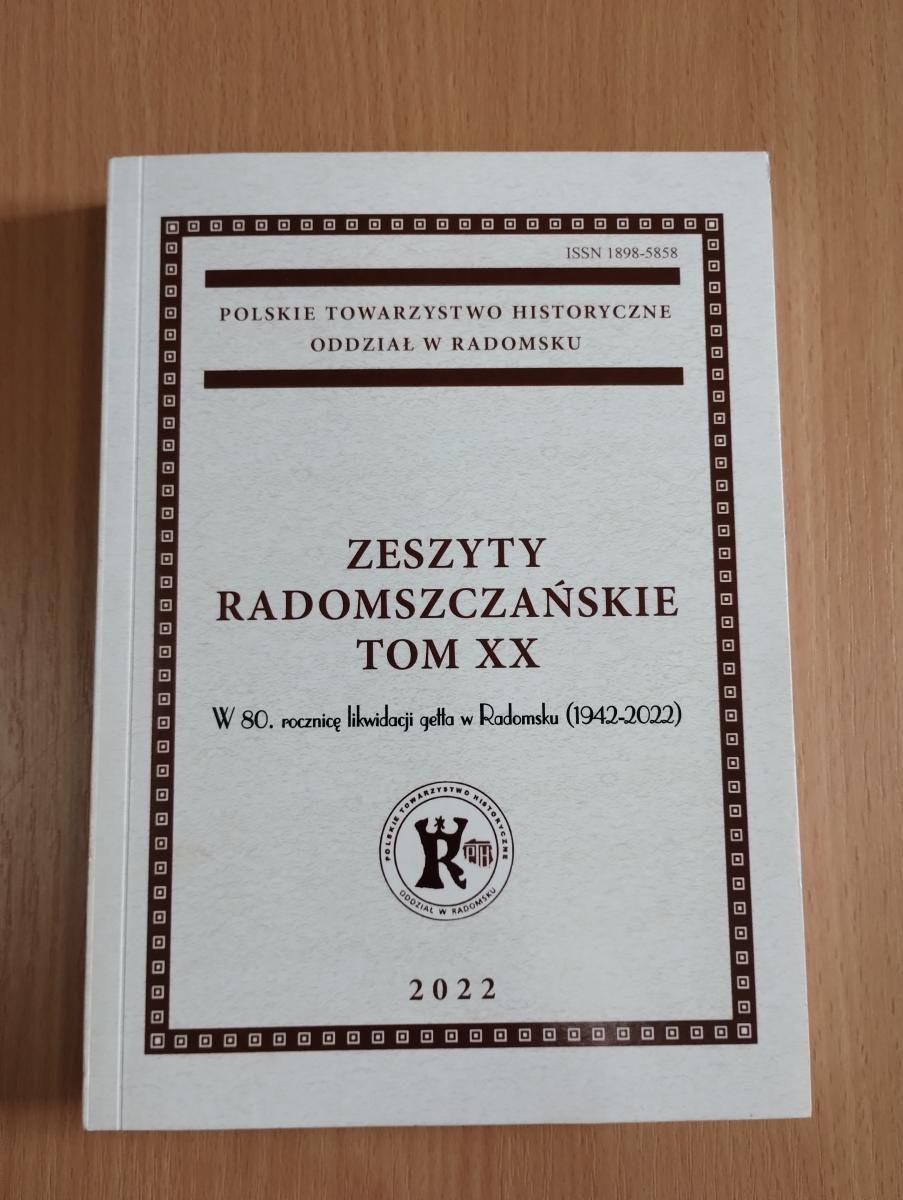 ISSN 1898-5858
POLSKIE TOWARZYSTWO HISTORYCZNE
ODDZIAŁ W RADOMSKU
ZESZYTY
RADOMSZCZAŃSKIE
TOM XX
W 80. rocznicę likwidacji getta w Radomsku (1942-2022)
POLSKIE TOWARZYSTWO HISTORYCZNE
R PTH
ODDZIAŁ W RADOMSKU
2022